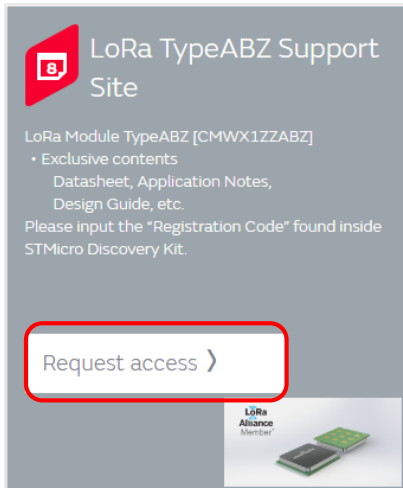 8
LoRa TypeABZ Support
Site
LoRa Module TypeABZ [CMWX1ZZABZ]
・Exclusive contents
Datasheet, Application Notes,
Design Guide, etc.
Please input the “Registration Code” found inside
STMicro Discovery Kit.
Request access ❭
LoRa
Alliance
Member